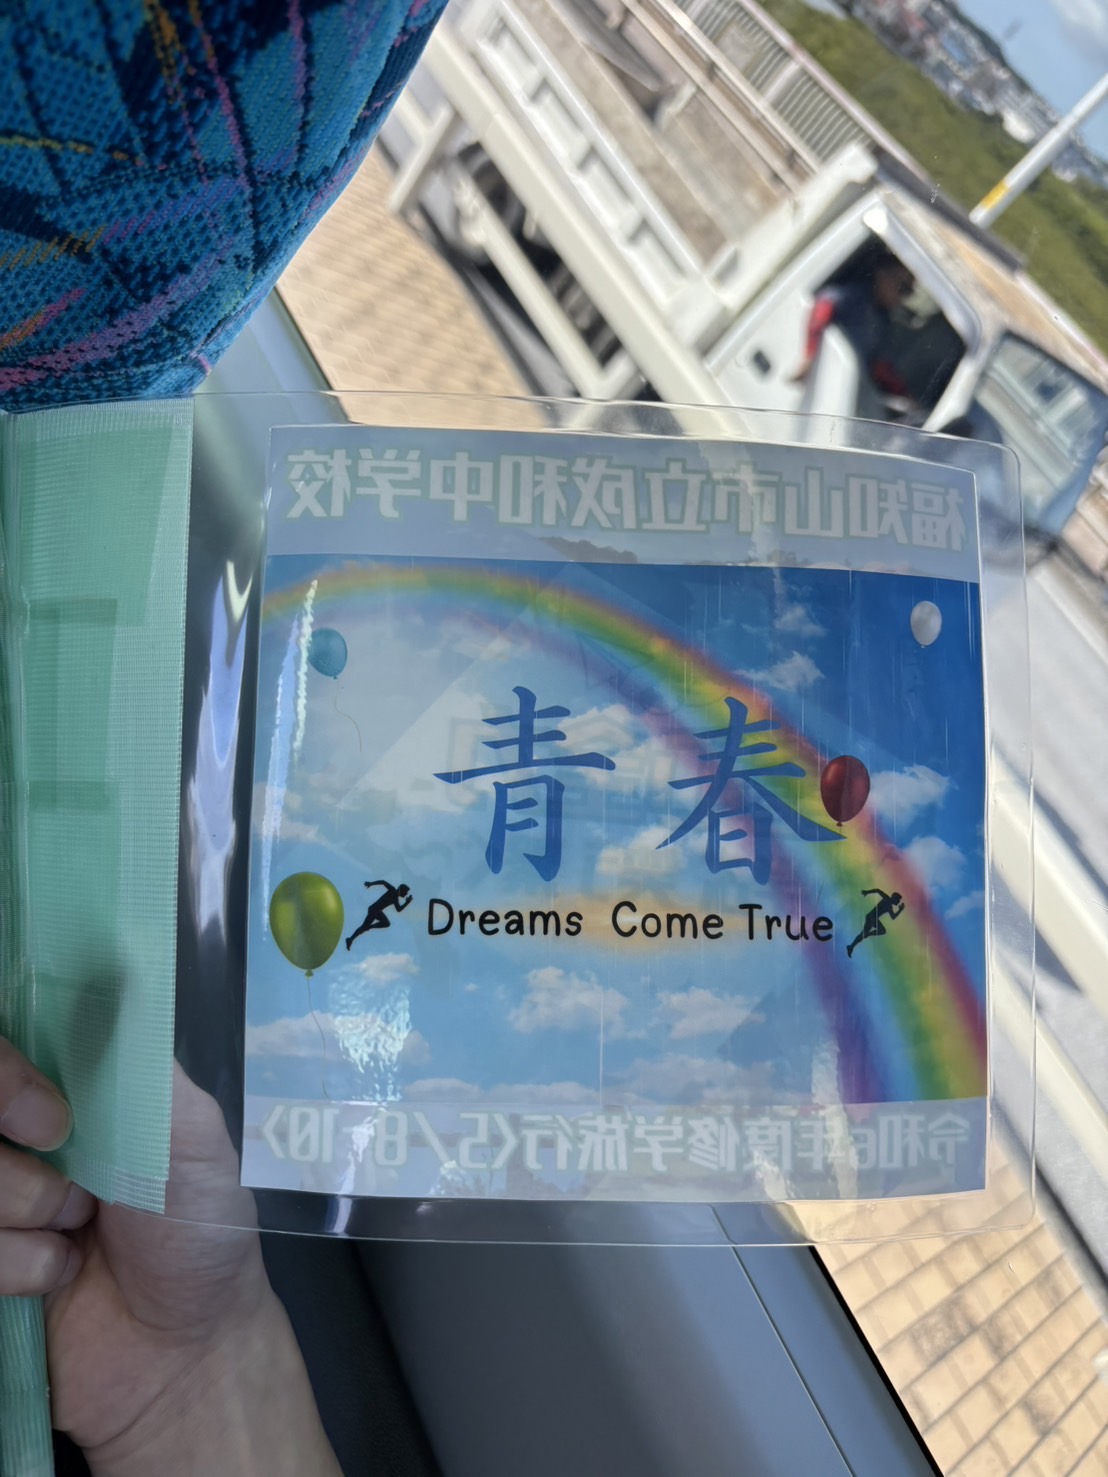 福知山市立成和中学校
青春
Dreams Come True
令和6年度修学旅行〈5/8-10〉